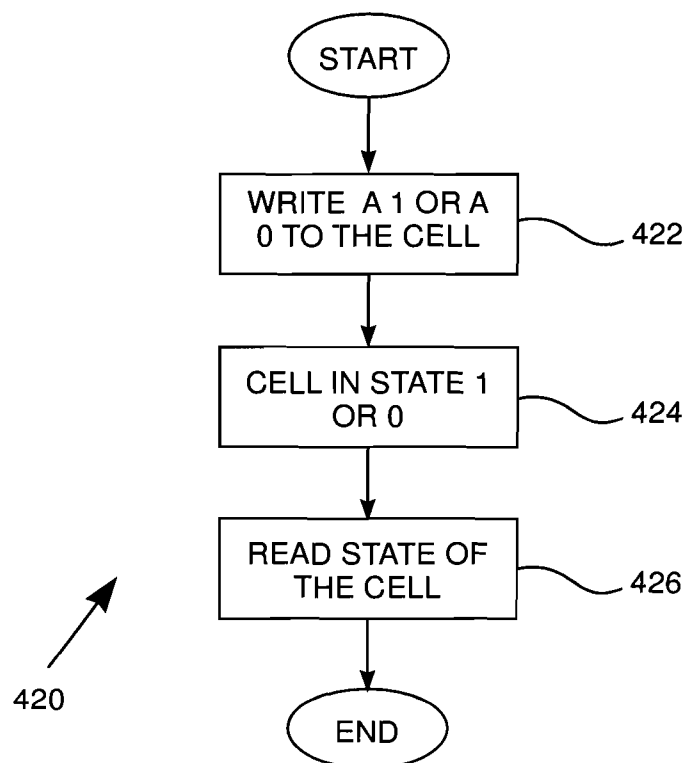 START
WRITE A 1 OR A
0 TO THE CELL
422
CELL IN STATE 1
OR 0
424
READ STATE OF
THE CELL
426
420
END